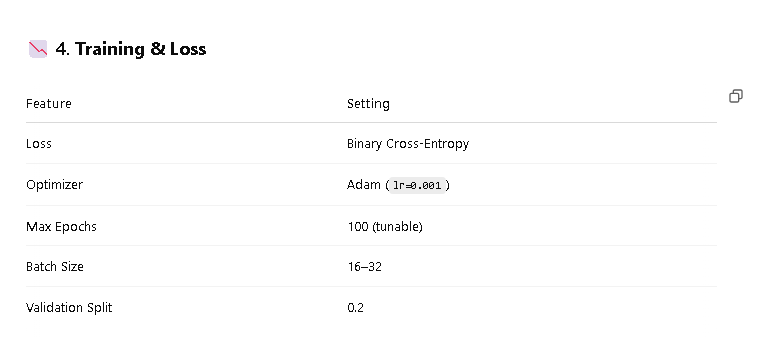 📉 4. Training & Loss
Feature Setting
Loss Binary Cross-Entropy
Optimizer Adam (lr=0.001)
Max Epochs 100 (tunable)
Batch Size 16–32
Validation Split 0.2